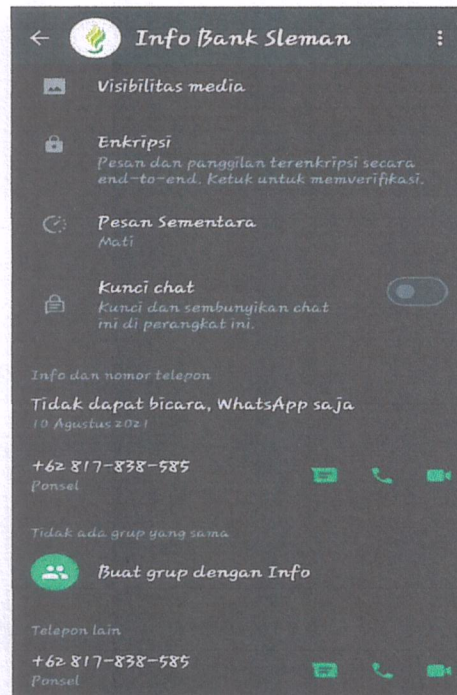 Info Bank Sleman
Visibilitas media
Enkripsi
Pesan dan panggilan terenkripsi secara
end-to-end. Ketuk untuk memverifikasi.
Pesan Sementara
Mati
Kunci chat
Kunci dan sembunyikan chat
ini di perangkat ini.
Info dan nomor telepon
Tidak dapat bicara, WhatsApp saja
10 Agustus 2021
+62 817-838-585
Ponsel
Tidak ada grup yang sama
Buat grup dengan Info
Telepon lain
+62 817-838-585
Ponsel